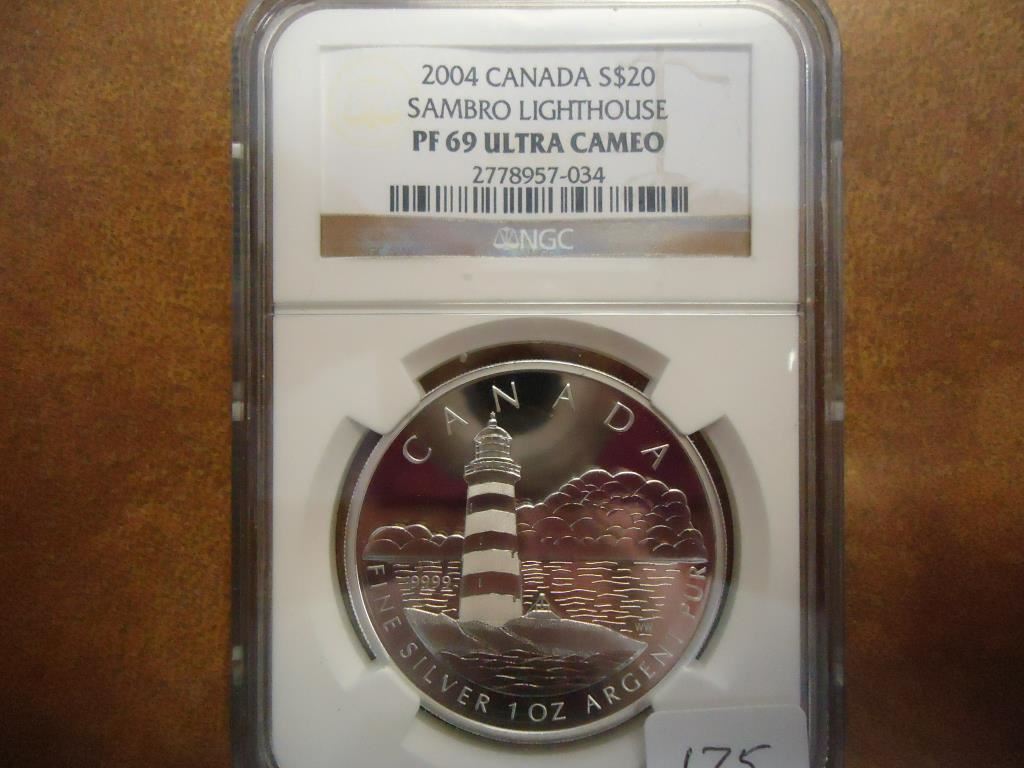 2004 CANADA S$20
SAMBRO LIGHTHOUSE
PF 69 ULTRA CAMEO
2778957-034
NGC
CANADA
9999
WW
FINE SILVER 1 OZ ARGENT PUR
175